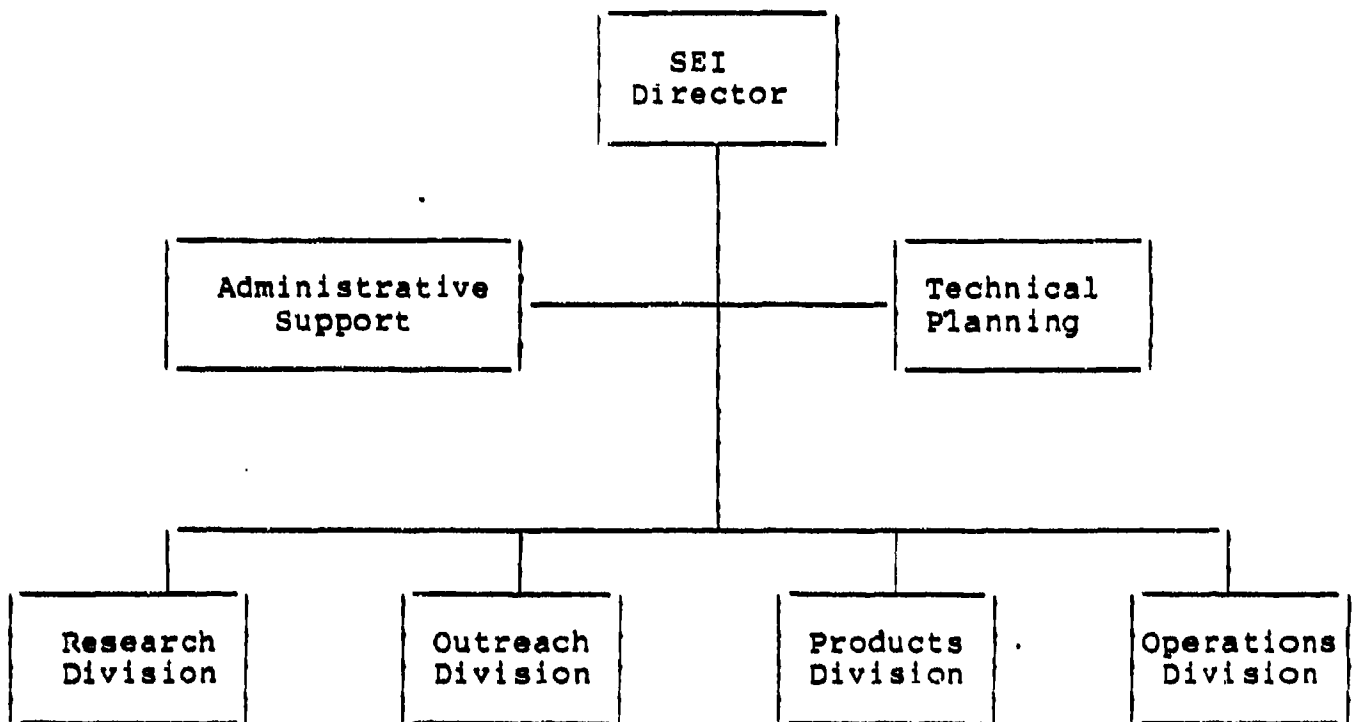 SEI
Director
Administrative
Support
Technical
Planning
Research
Division
Outreach
Division
Products
Division
Operations
Division